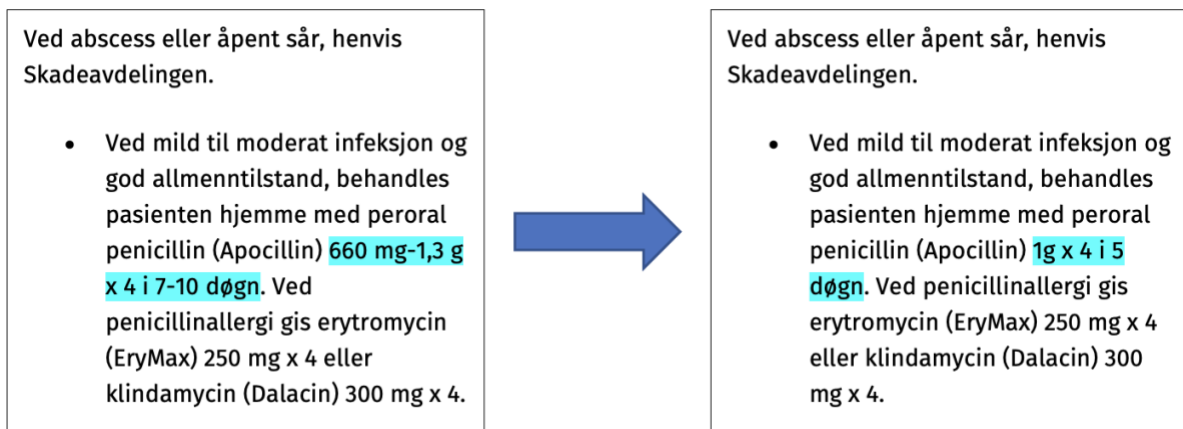 Ved abscess eller åpent sår, henvis
Skadeavdelingen.
• Ved mild til moderat infeksjon og
god allmenntilstand, behandles
pasienten hjemme med peroral
penicillin (Apocillin) 660 mg-1,3 g
x 4 i 7-10 døgn. Ved
penicillinallergi gis erytromycin
(EryMax) 250 mg x 4 eller
klindamycin (Dalacin) 300 mg x 4.
Ved abscess eller åpent sår, henvis
Skadeavdelingen.
• Ved mild til moderat infeksjon og
god allmenntilstand, behandles
pasienten hjemme med peroral
penicillin (Apocillin) 1g x 4 i 5
døgn. Ved penicillinallergi gis
erytromycin (EryMax) 250 mg x 4
eller klindamycin (Dalacin) 300
mg x 4.